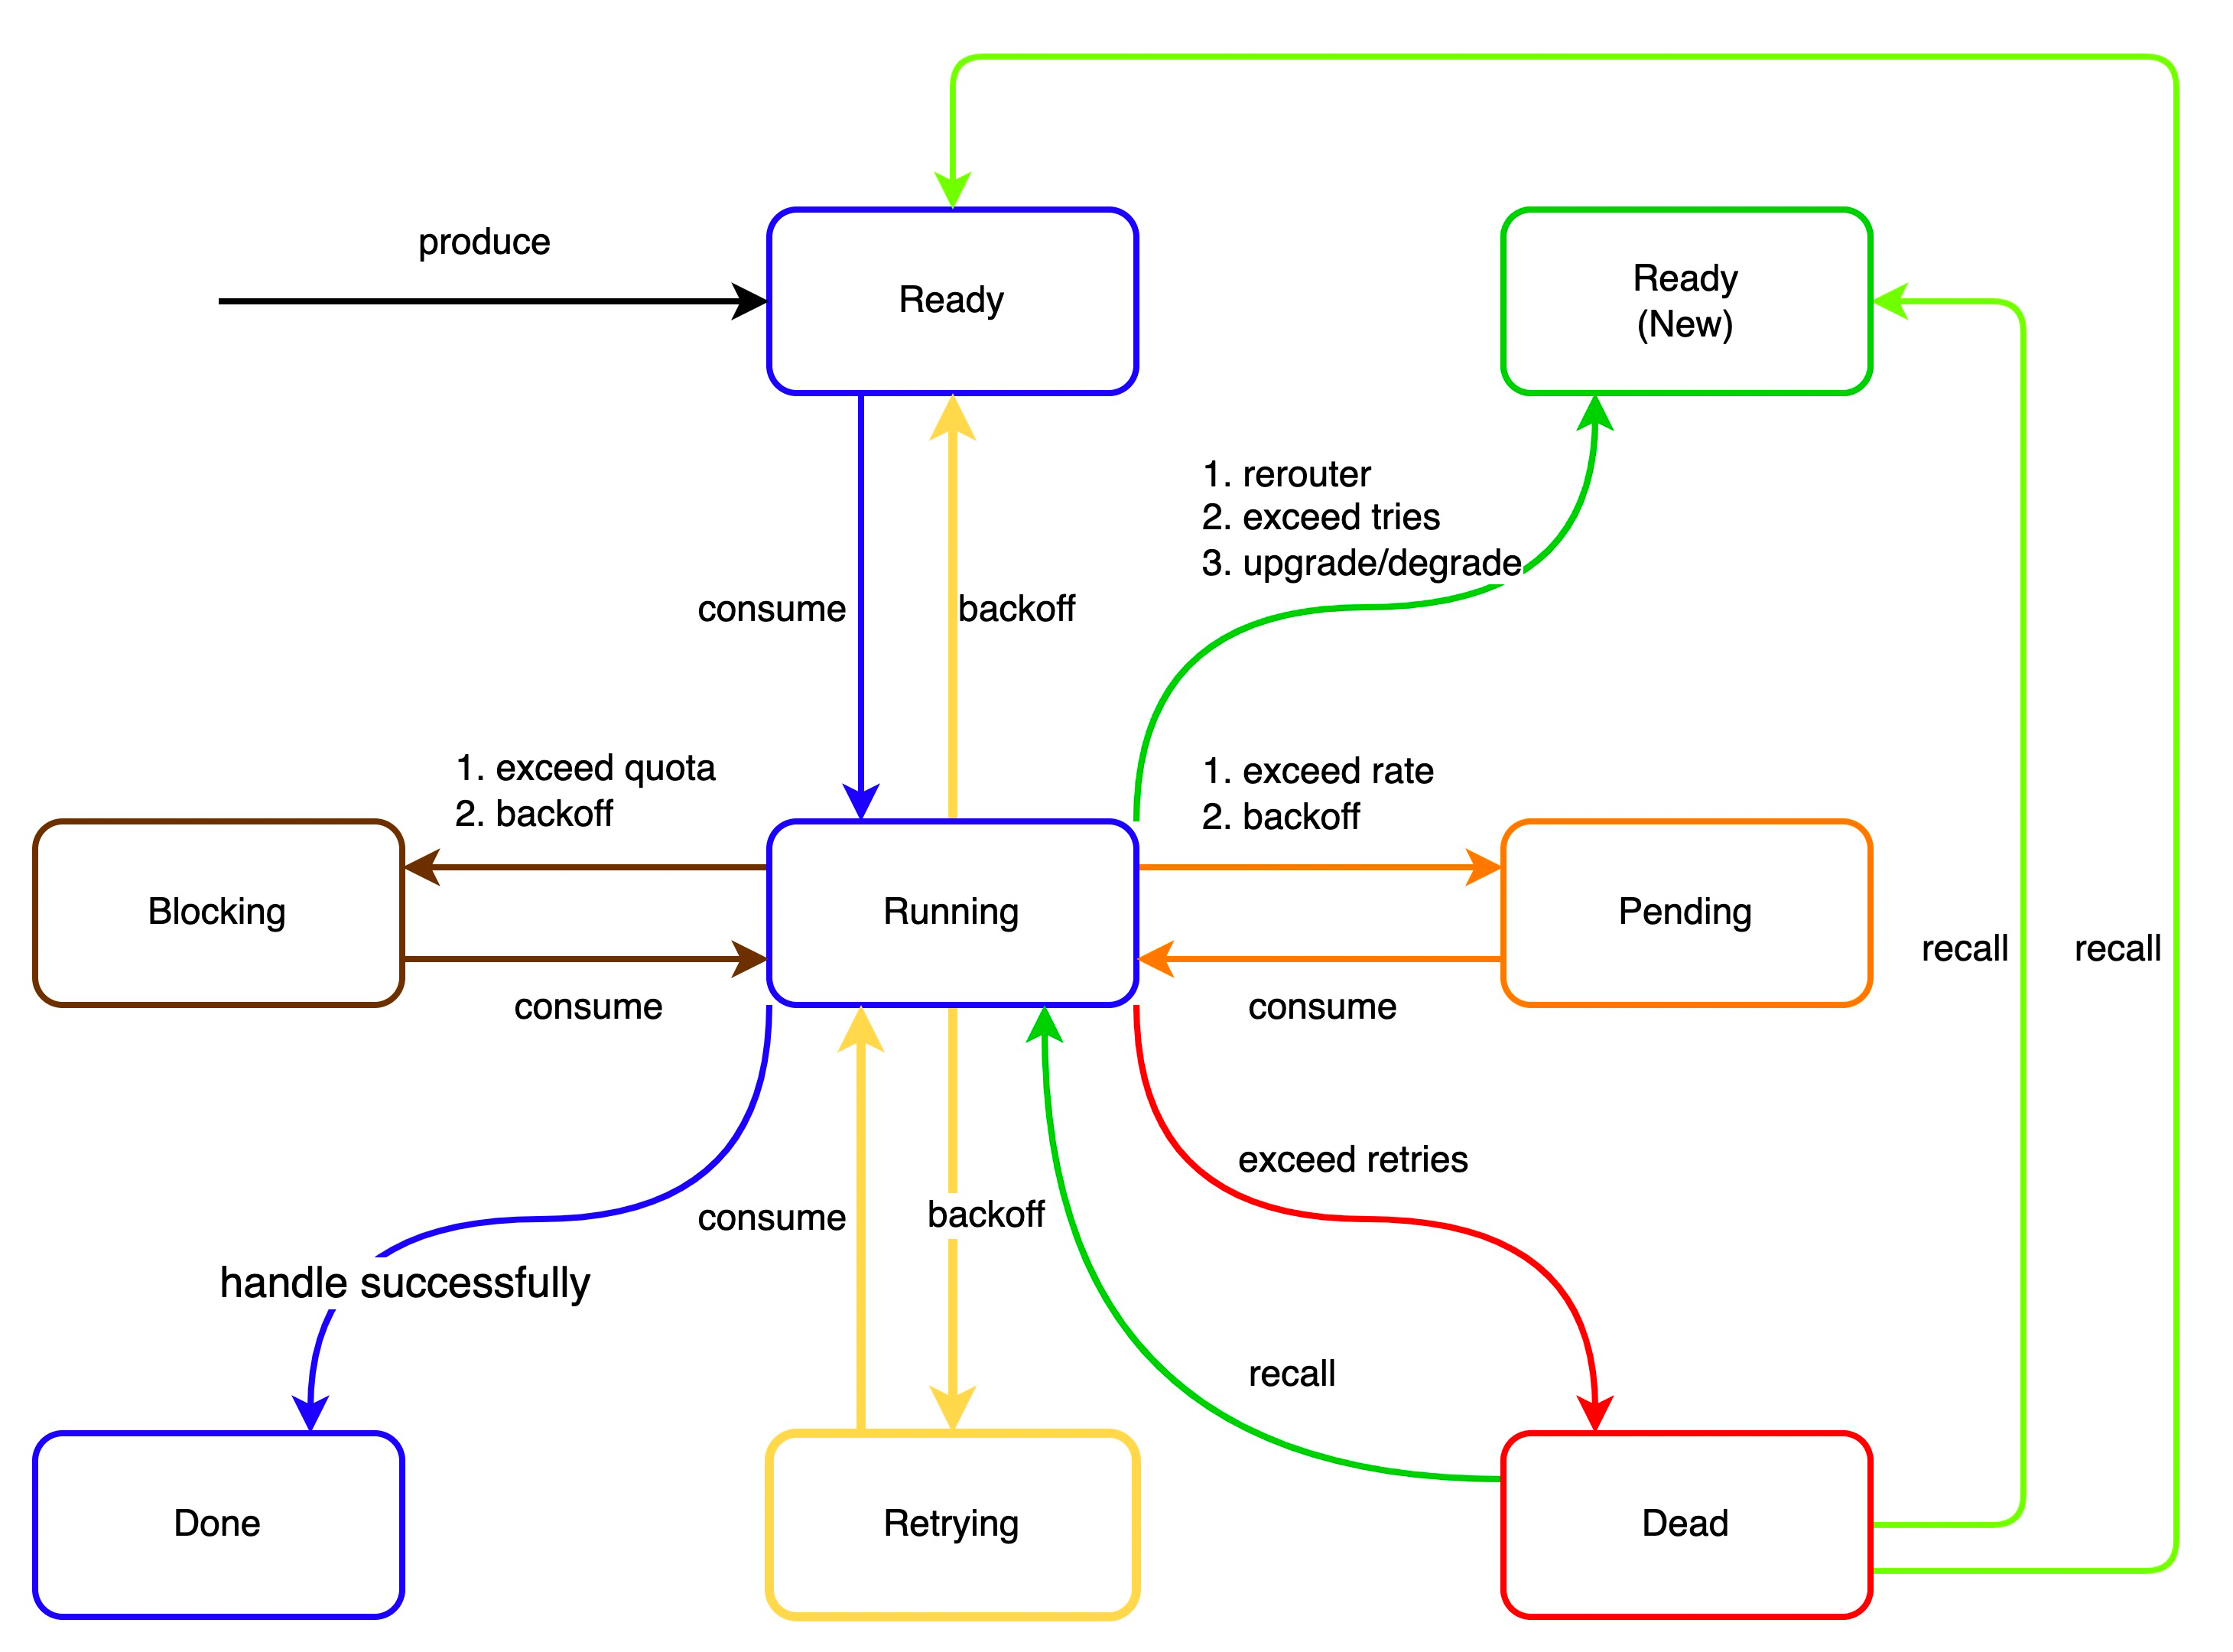 produce
Ready
Ready
(New)
1. rerouter
2. exceed tries
3. upgrade/degrade
consume
backoff
1. exceed quota
2. backoff
1. exceed rate
2. backoff
Blocking
Running
Pending
recall
recall
consume
consume
exceed retries
consume
backoff
handle successfully
recall
Done
Retrying
Dead